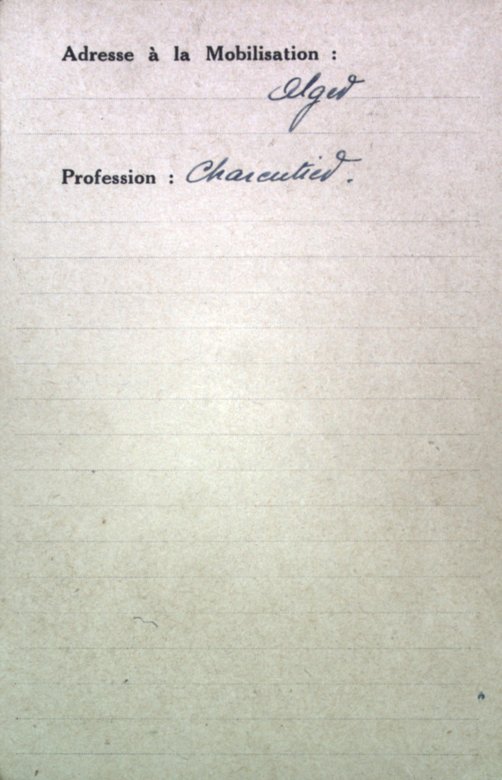 Adresse à la Mobilisation :
Alger
Profession : Charcutier.